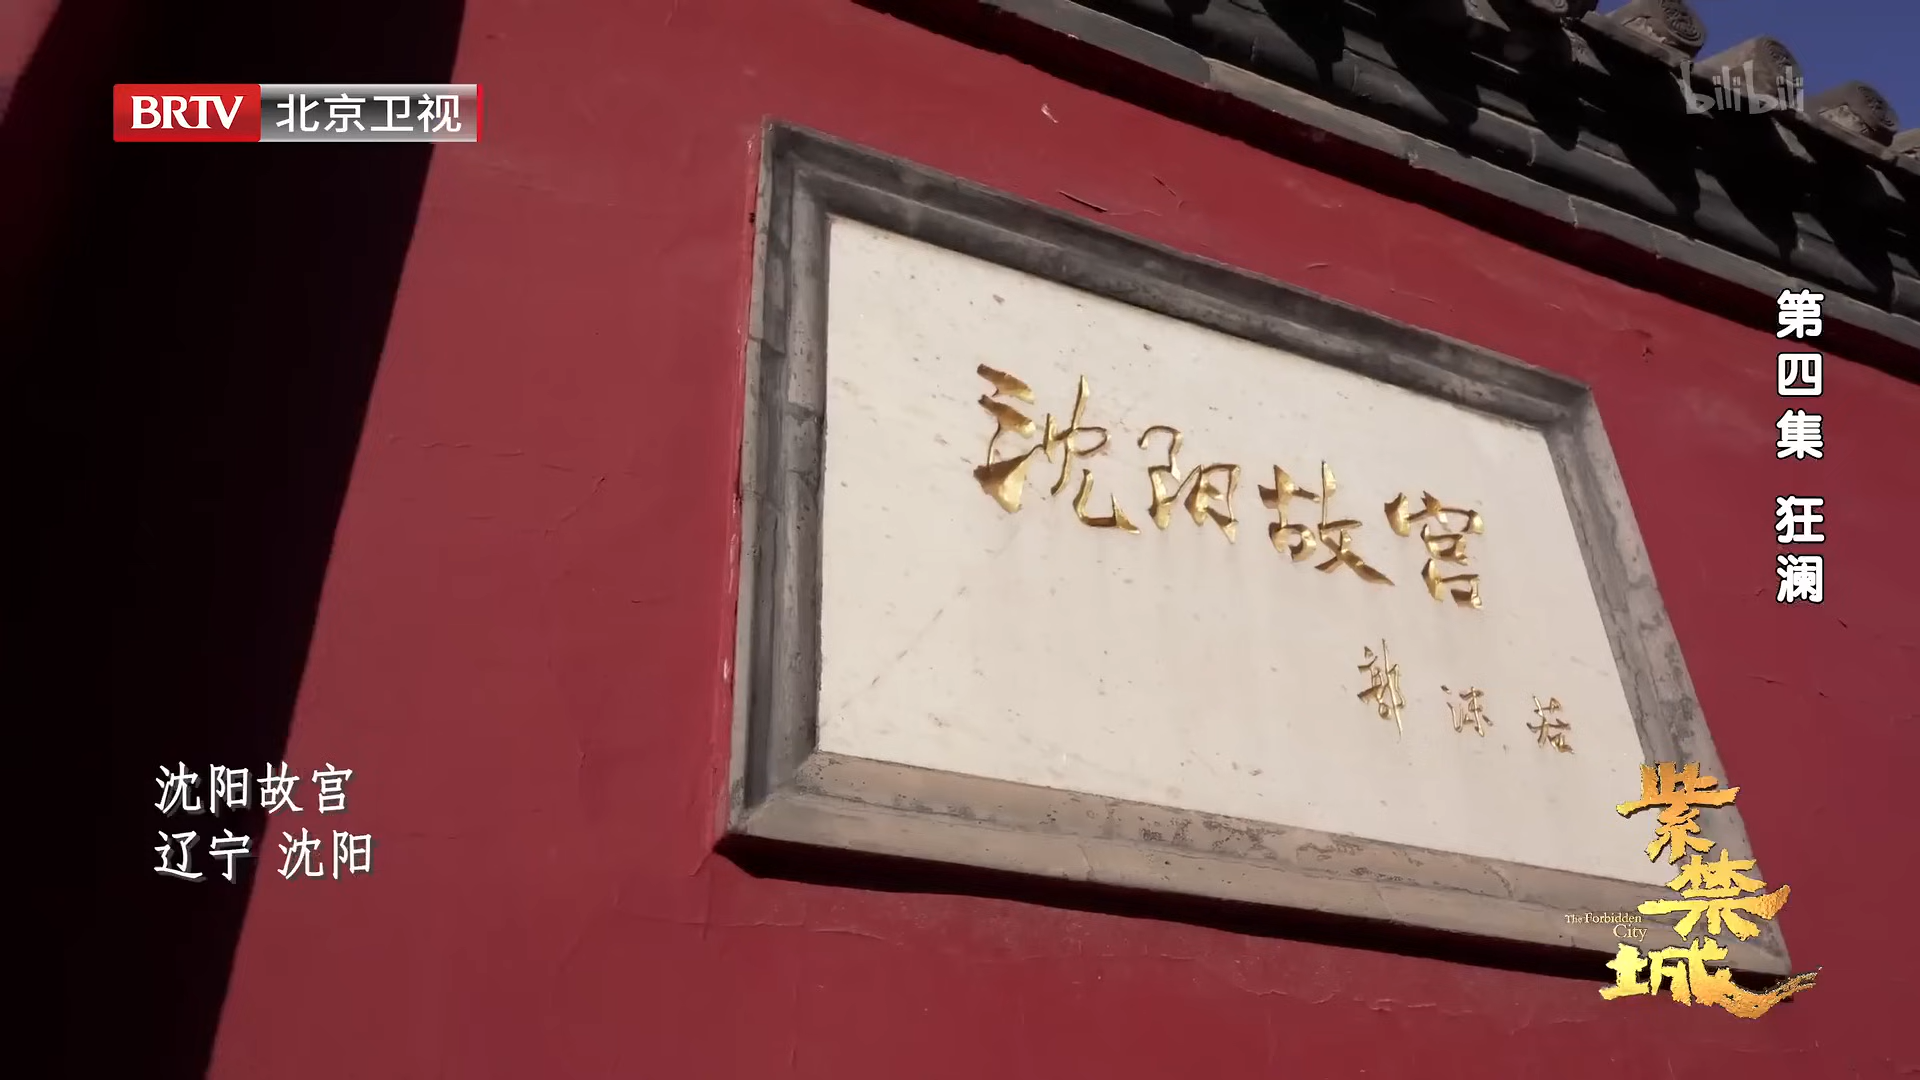 BRTV 北京卫视
bilibili
沈阳故宫
郭沫若
第四集 狂澜
沈阳故宫
辽宁 沈阳
紫禁城
The Forbidden
City